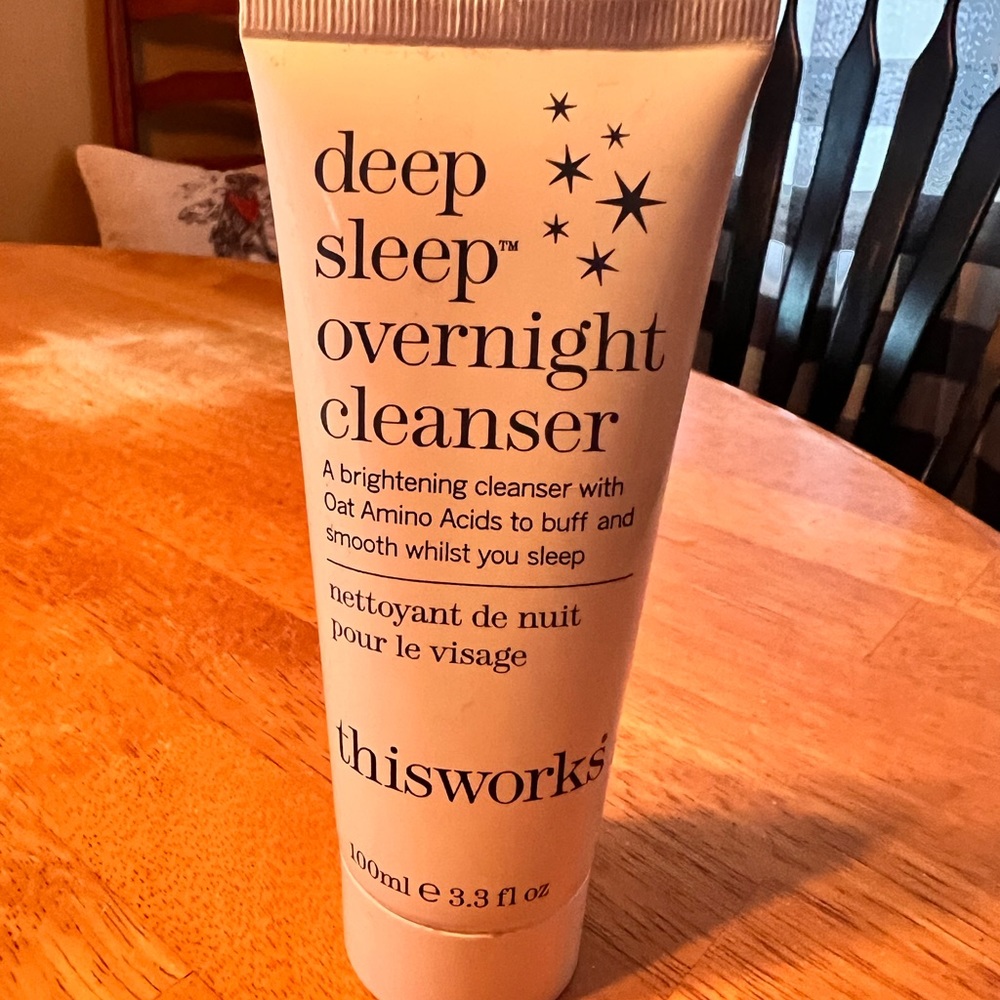 deep
sleep™
overnight
cleanser
A brightening cleanser with
Oat Amino Acids to buff and
smooth whilst you sleep
nettoyant de nuit
pour le visage
thisworks
100ml ℮ 3.3 fl oz